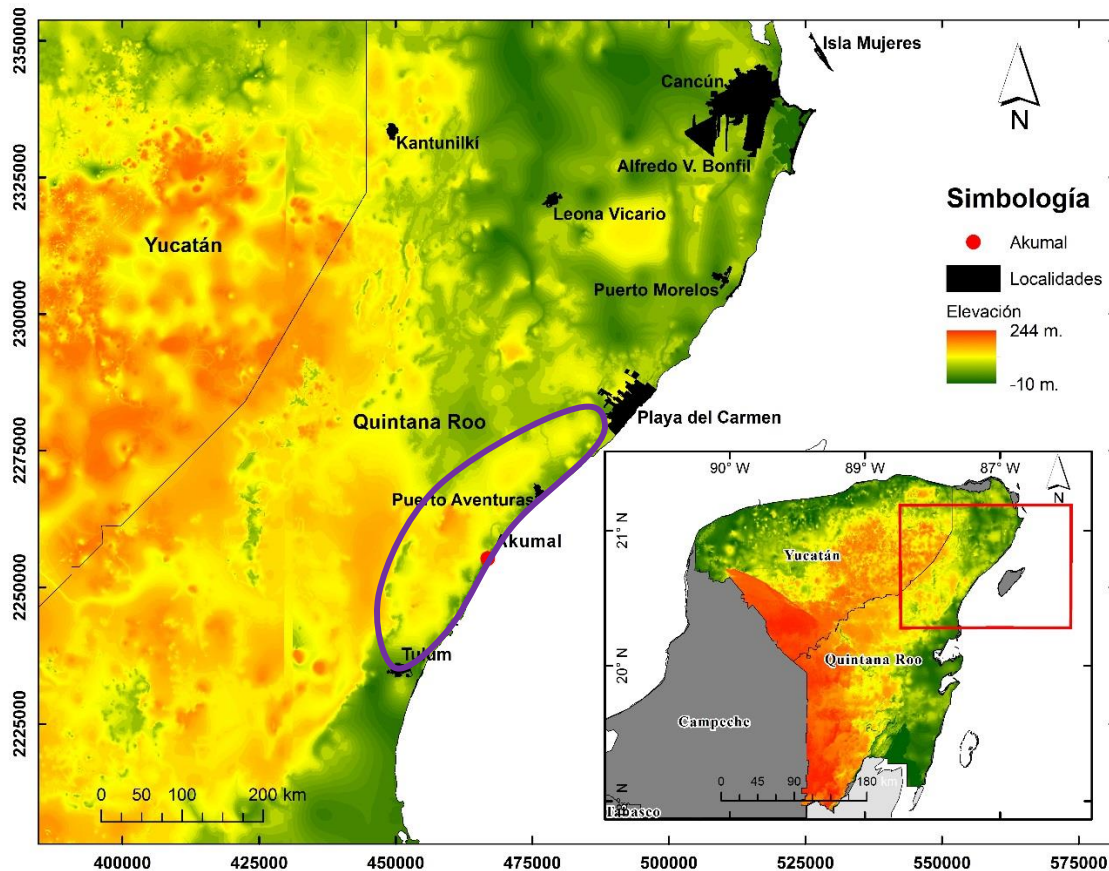 2350000
2325000
2300000
2275000
2250000
2225000
400000
425000
450000
475000
500000
525000
550000
575000
Isla Mujeres
Cancún
Kantunilkí
Alfredo V. Bonfil
Leona Vicario
Yucatán
Puerto Morelos
Quintana Roo
Playa del Carmen
Puerto Aventuras
Akumal
Tulum
0 50 100 200 km
N
Simbología
Akumal
Localidades
Elevación
244 m.
-10 m.
90° W
89° W
87° W
N
21° N
20° N
Yucatán
Quintana Roo
Campeche
Tabasco
0 45 90 180
km